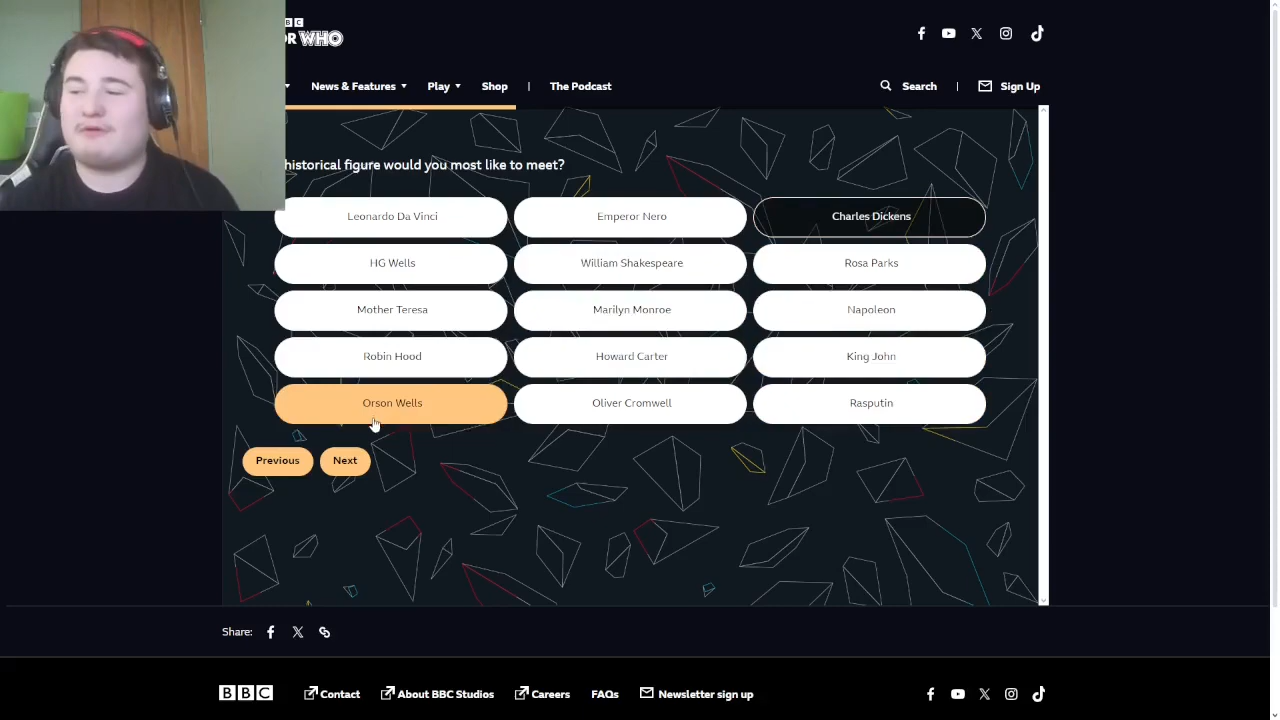 BC
OR WHO
News & Features Play Shop | The Podcast Search | Sign Up
historical figure would you most like to meet?
Leonardo Da Vinci Emperor Nero Charles Dickens
HG Wells William Shakespeare Rosa Parks
Mother Teresa Marilyn Monroe Napoleon
Robin Hood Howard Carter King John
Orson Wells Oliver Cromwell Rasputin
Previous Next
Share:
BBC Contact About BBC Studios Careers FAQs Newsletter sign up